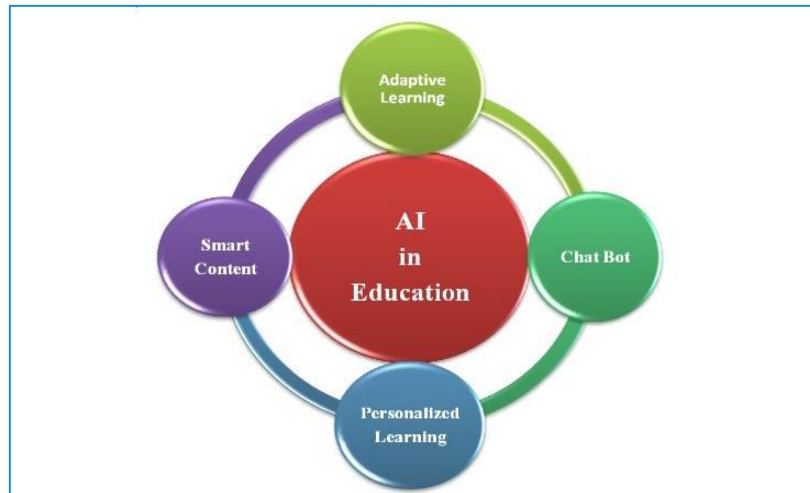 Adaptive
Learning
AI
in
Education
Smart
Content
Chat Bot
Personalized
Learning